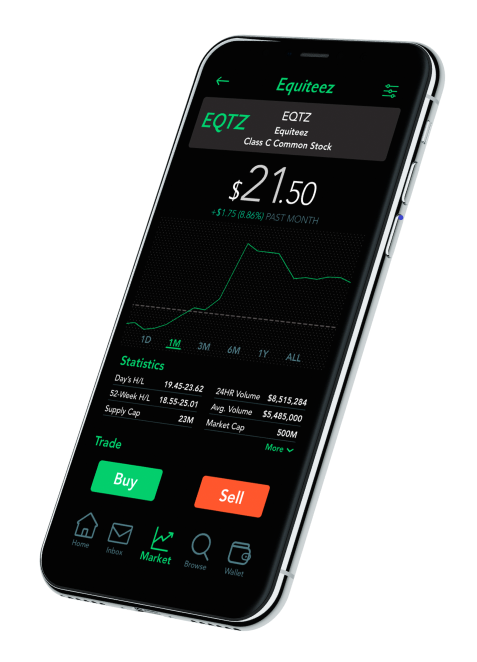 Equiteez
EQTZ
EQTZ
Equiteez
Class C Common Stock
$21.50
+$1.75 (8.86%) PAST MONTH
1D 1M 3M 6M 1Y ALL
Statistics
Day's H/L 19.45-23.62 24HR Volume $8,515,284
52-Week H/L 18.55-25.01 Avg. Volume $5,485,000
Supply Cap 23M Market Cap 500M
More
Trade
Buy Sell
Home Inbox Market Browse Wallet